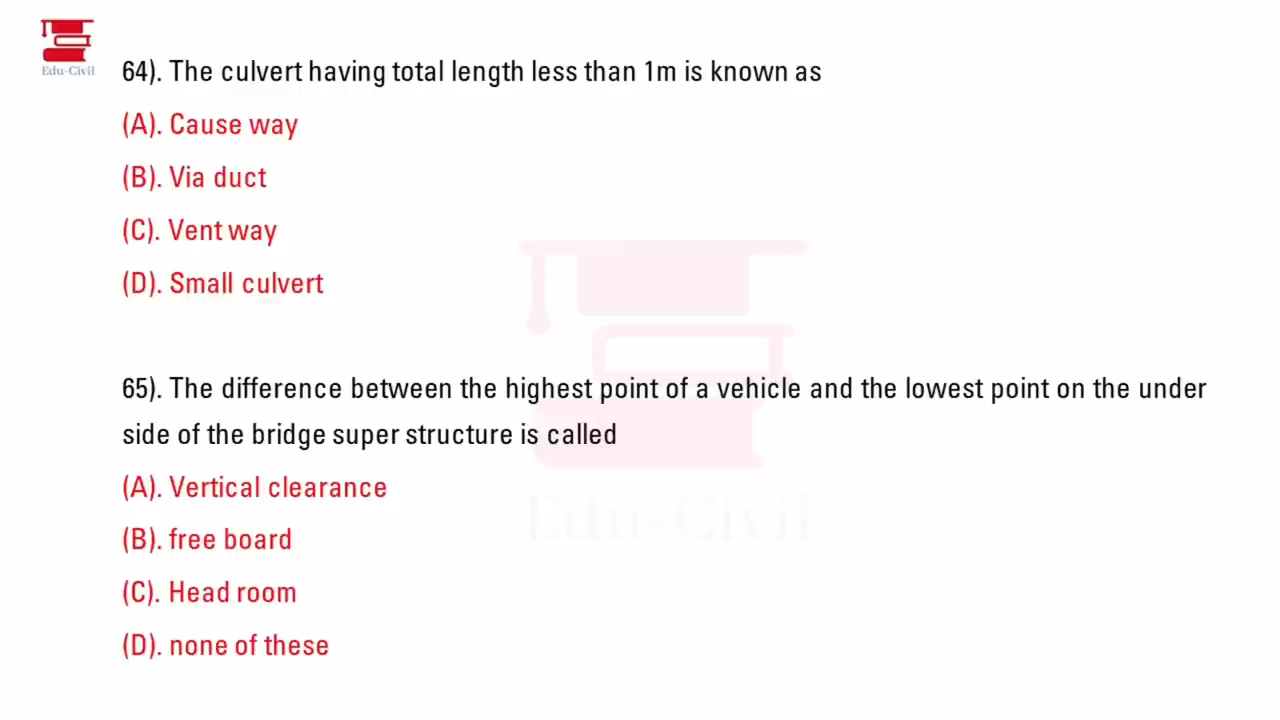 Edu-Civil
64). The culvert having total length less than 1m is known as
(A). Cause way
(B). Via duct
(C). Vent way
(D). Small culvert
65). The difference between the highest point of a vehicle and the lowest point on the under
side of the bridge super structure is called
(A). Vertical clearance
Edu-Civil
(B). free board
(C). Head room
(D). none of these